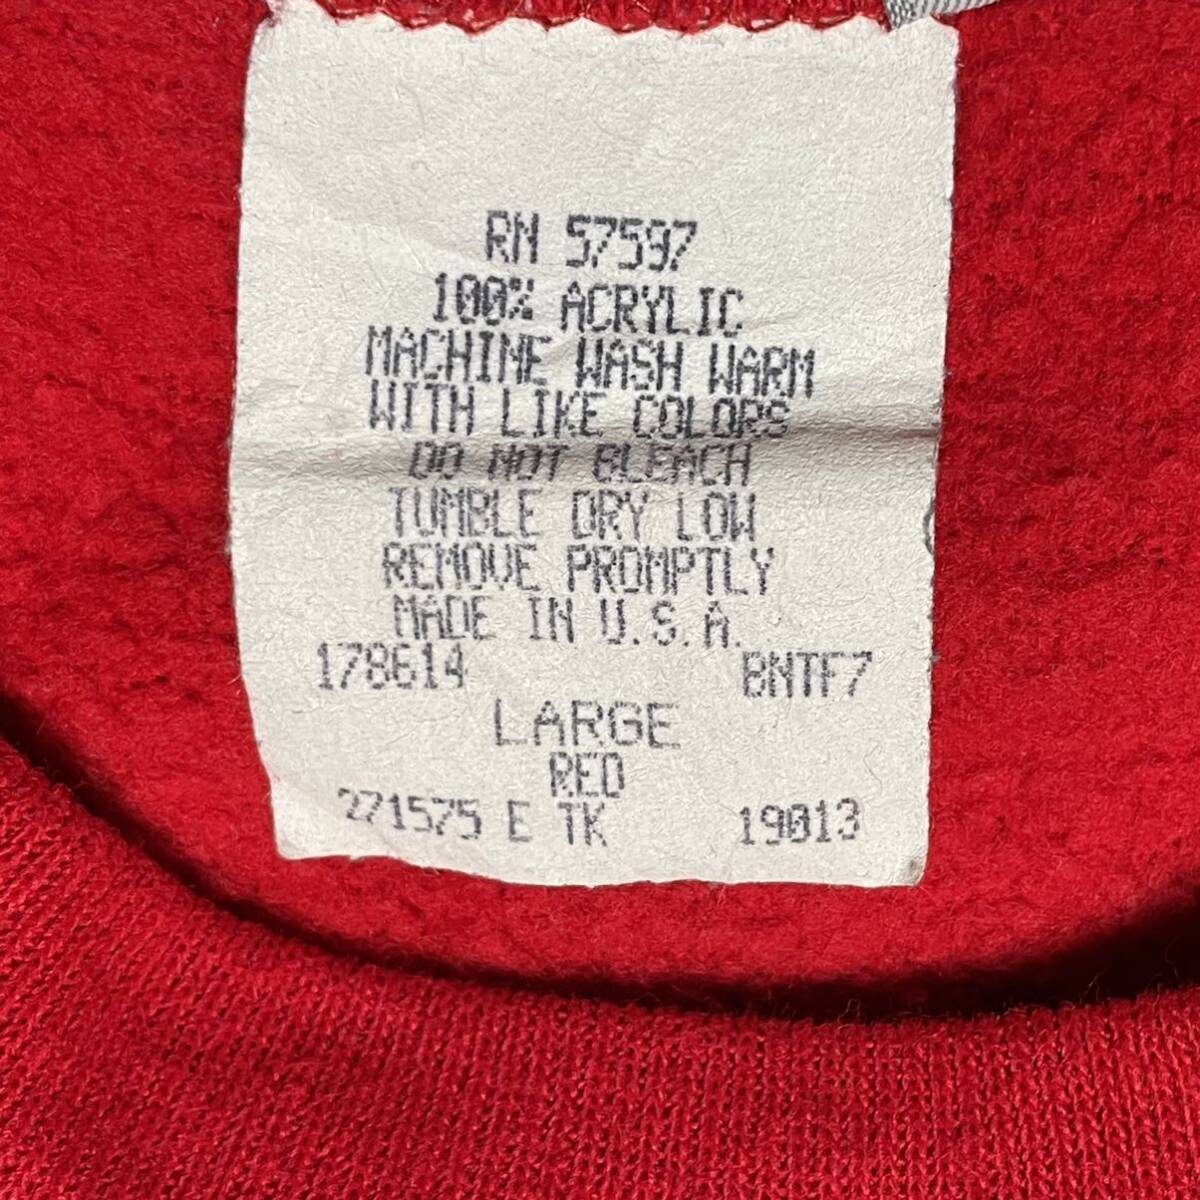 RN 57597
100% ACRYLIC
MACHINE WASH WARM
WITH LIKE COLORS
DO NOT BLEACH
TUMBLE DRY LOW
REMOVE PROMPTLY
MADE IN U.S.A.
178614 BNTF7
LARGE
RED
271575 E TK 19013